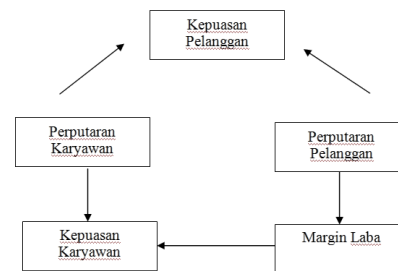 Kepuasan
Pelanggan
Perputaran
Karyawan
Perputaran
Pelanggan
Kepuasan
Karyawan
Margin Laba